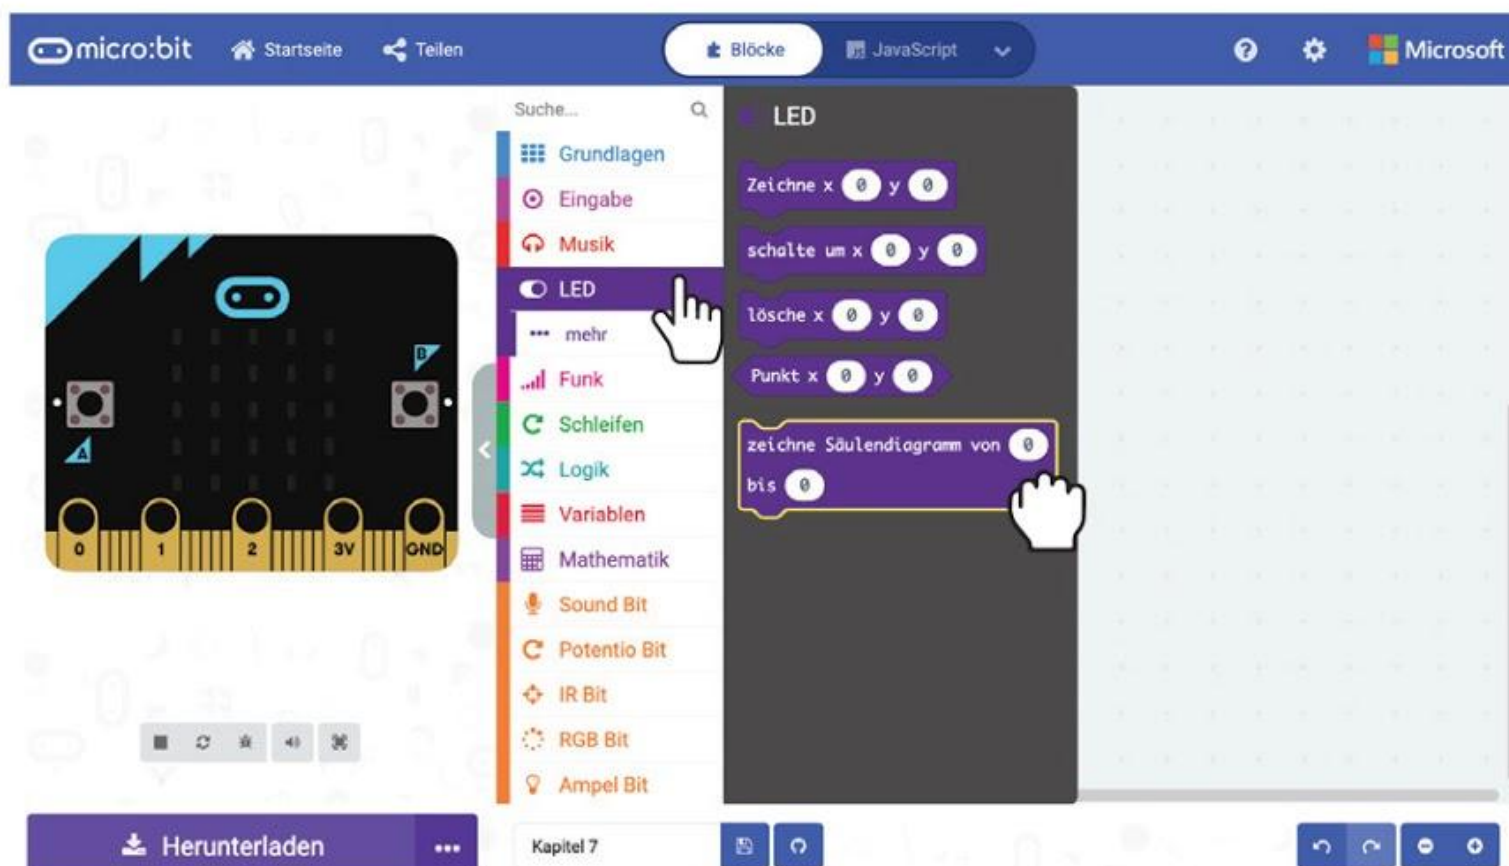 micro:bit Startseite Teilen Blöcke JavaScript Microsoft
Suche...
Grundlagen
Eingabe
Musik
LED
mehr
Funk
Schleifen
Logik
Variablen
Mathematik
Sound Bit
Potentio Bit
IR Bit
RGB Bit
Ampel Bit
LED
Zeichne x 0 y 0
schalte um x 0 y 0
lösche x 0 y 0
Punkt x 0 y 0
zeichne Säulendiagramm von 0
bis 0
B
A
0 1 2 3V GND
Herunterladen ...
Kapitel 7